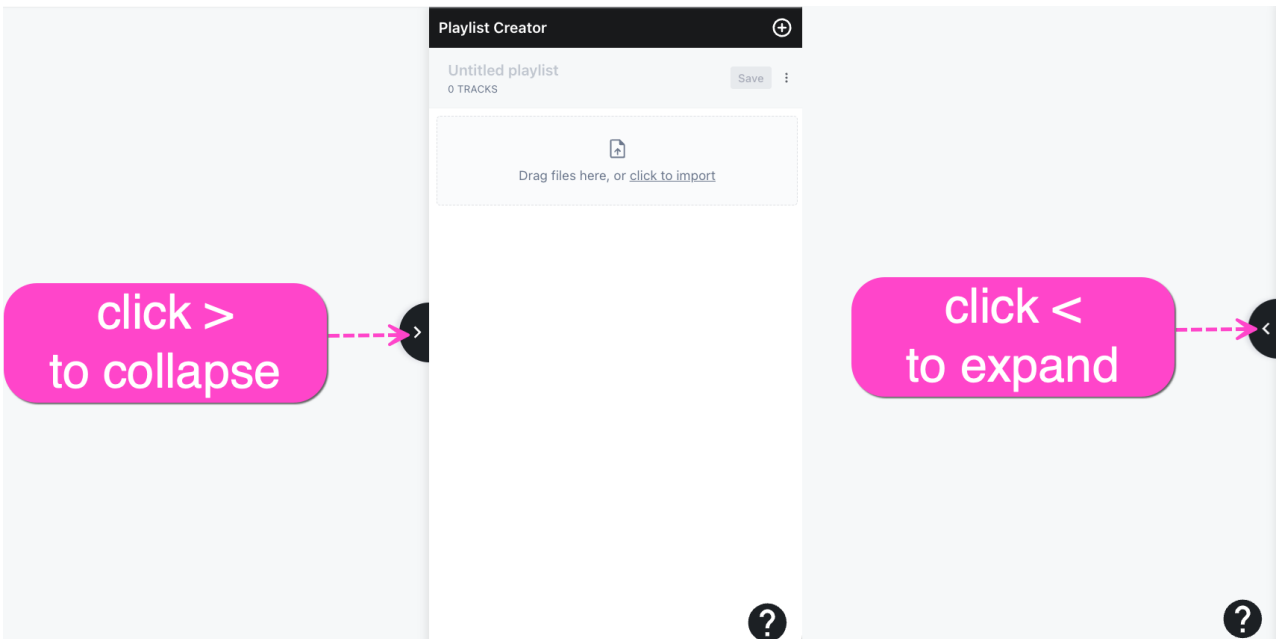 Playlist Creator
Untitled playlist
Save
0 TRACKS
Drag files here, or click to import
click >
to collapse
click <
to expand
?
?